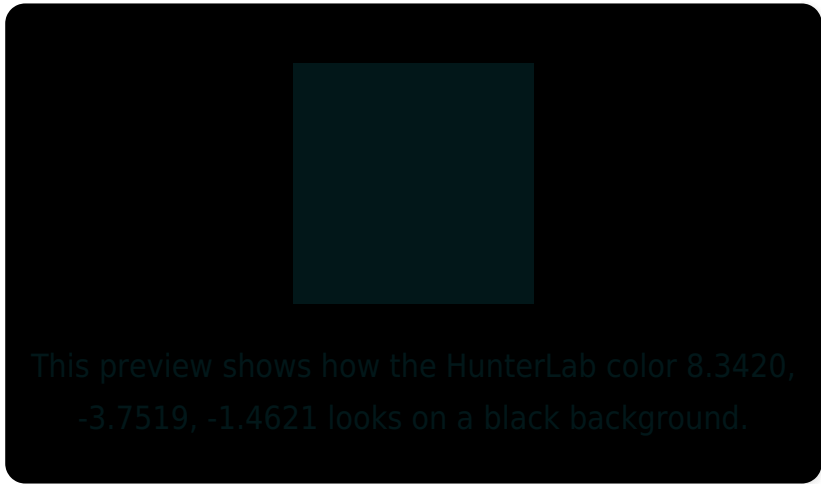 This preview shows how the HunterLab color 8.3420,
-3.7519, -1.4621 looks on a black background.